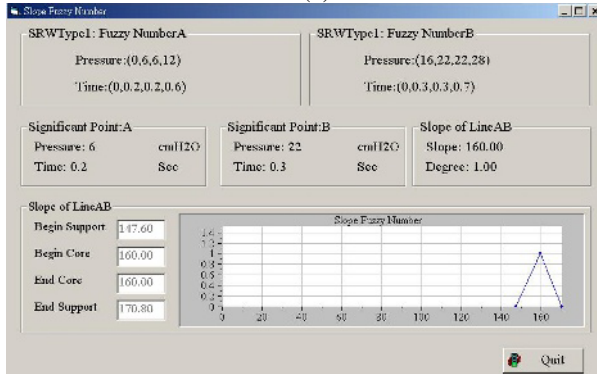 Slope Fuzzy Number
SRWType1: Fuzzy NumberA
Pressure:(0,6,6,12)
Time:(0,0.2,0.2,0.6)
SRWType1: Fuzzy NumberB
Pressure:(16,22,22,28)
Time:(0,0.3,0.3,0.7)
Significant Point:A
Pressure: 6 cmH2O
Time: 0.2 Sec
Significant Point:B
Pressure: 22 cmH2O
Time: 0.3 Sec
Slope of LineAB
Slope: 160.00
Degree: 1.00
Slope of LineAB
Begin Support 147.60
Begin Core 160.00
End Core 160.00
End Support 170.80
Slope Fuzzy Number
1
0
0 20 40 60 80 100 120 140 160
Quit